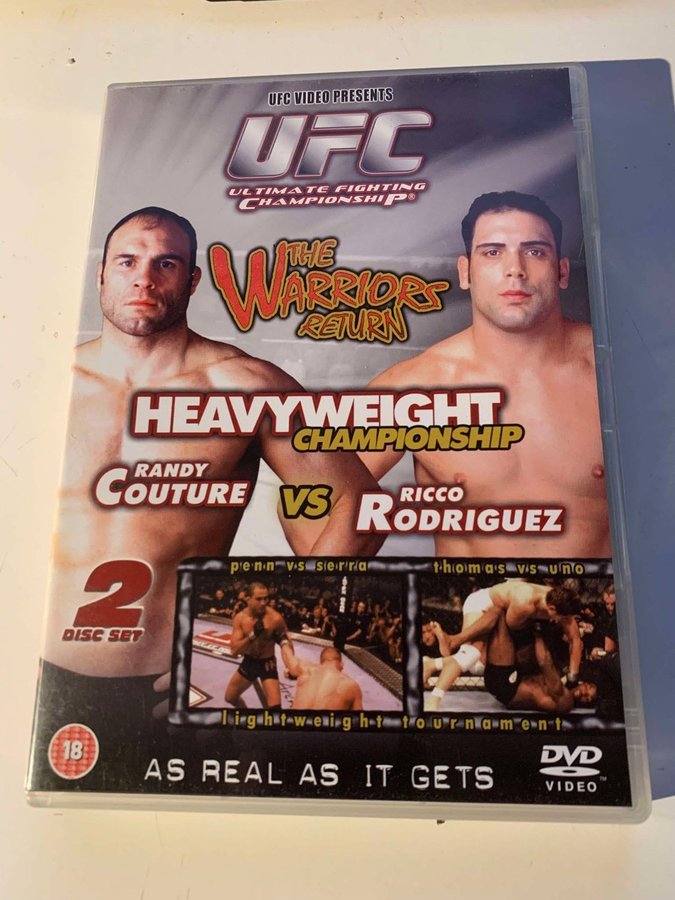 UFC VIDEO PRESENTS
UFC
ULTIMATE FIGHTING
CHAMPIONSHIP®
THE
WARRIORS
RETURN
HEAVYWEIGHT
CHAMPIONSHIP
RANDY
COUTURE
VS
RICCO
RODRIGUEZ
2
DISC SET
penn vs serra
thomas vs uno
lightweight tournament
18
AS REAL AS IT GETS
DVD
VIDEO™